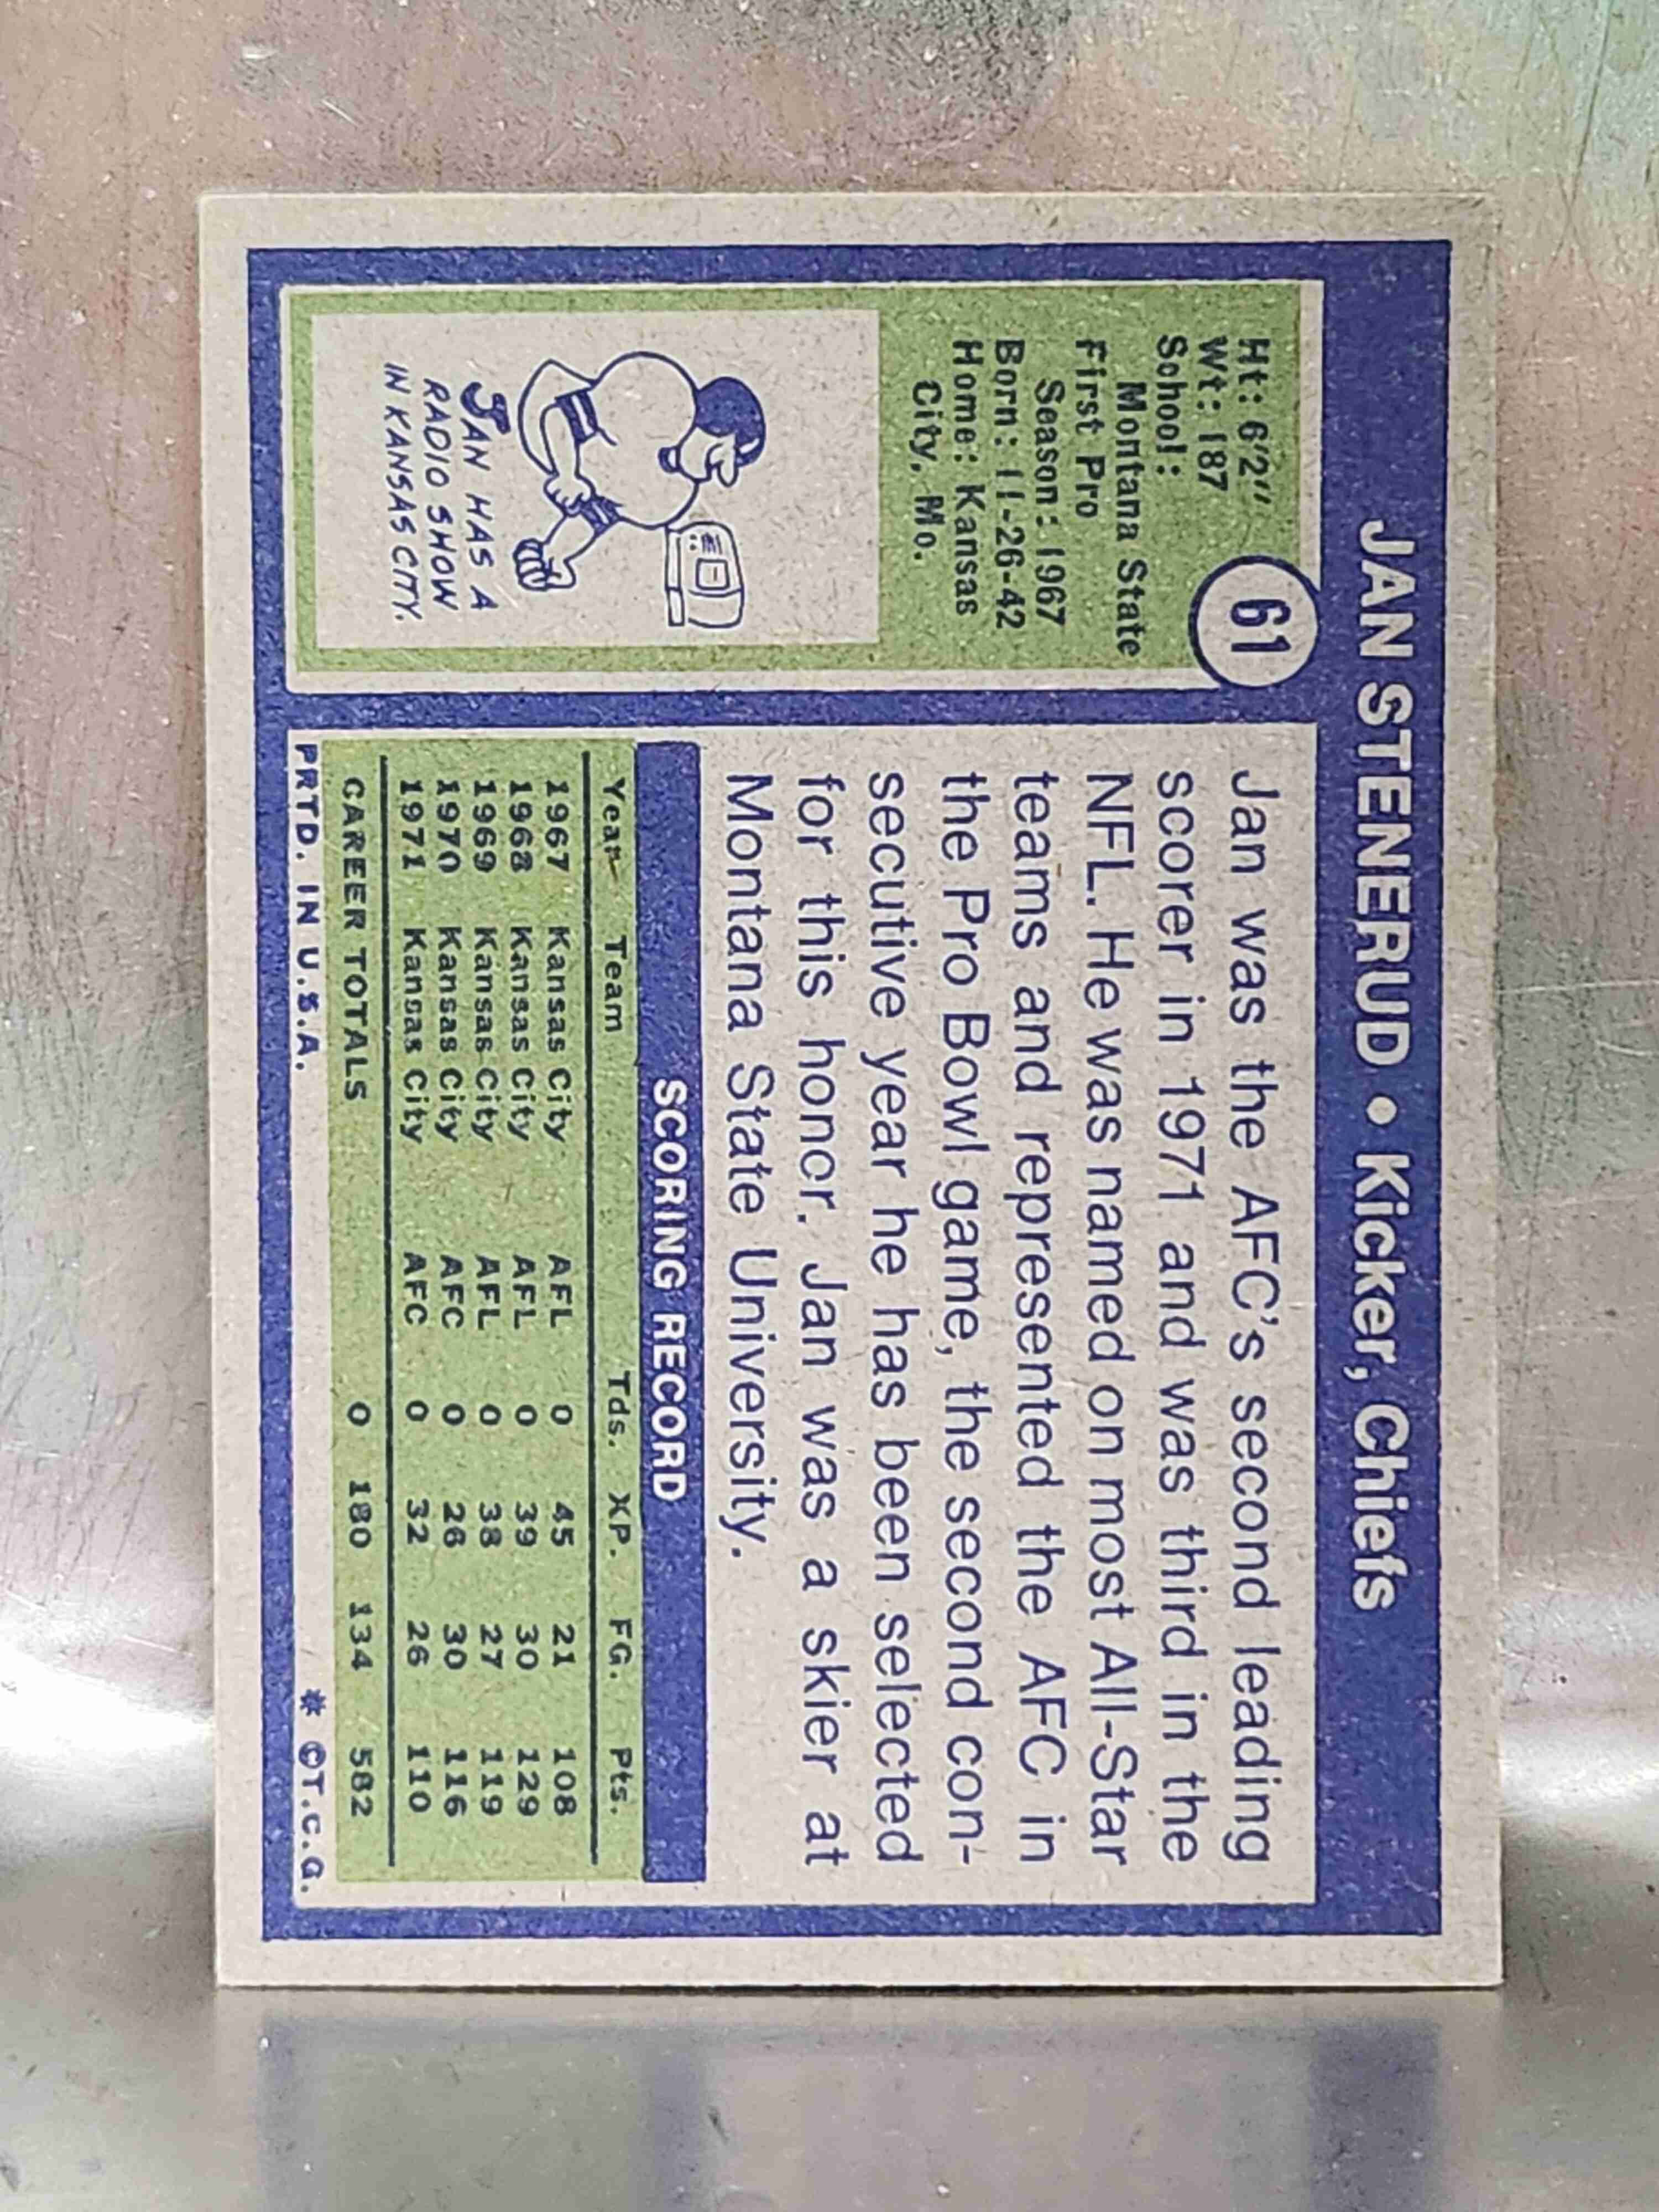 JAN STENERUD • Kicker, Chiefs
61
Ht: 6'2"
Wt: 187
School:
Montana State
First Pro
Season: 1967
Born: 11-26-42
Home: Kansas
City, Mo.
JAN HAS A
RADIO SHOW
IN KANSAS CITY.
Jan was the AFC's second leading
scorer in 1971 and was third in the
NFL. He was named on most All-Star
teams and represented the AFC in
the Pro Bowl game, the second con-
secutive year he has been selected
for this honor. Jan was a skier at
Montana State University.
SCORING RECORD
Year Team Tds. XP. FG. Pts.
1967 Kansas City AFL 0 45 21 108
1968 Kansas City AFL 0 39 30 129
1969 Kansas City AFL 0 38 27 119
1970 Kansas City AFC 0 26 30 116
1971 Kansas City AFC 0 32 26 110
CAREER TOTALS 0 180 134 582
PRTD. IN U.S.A. * ©T.C.G.